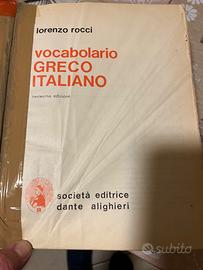 lorenzo rocci
vocabolario
GRECO
ITALIANO
società editrice
dante alighieri
subito